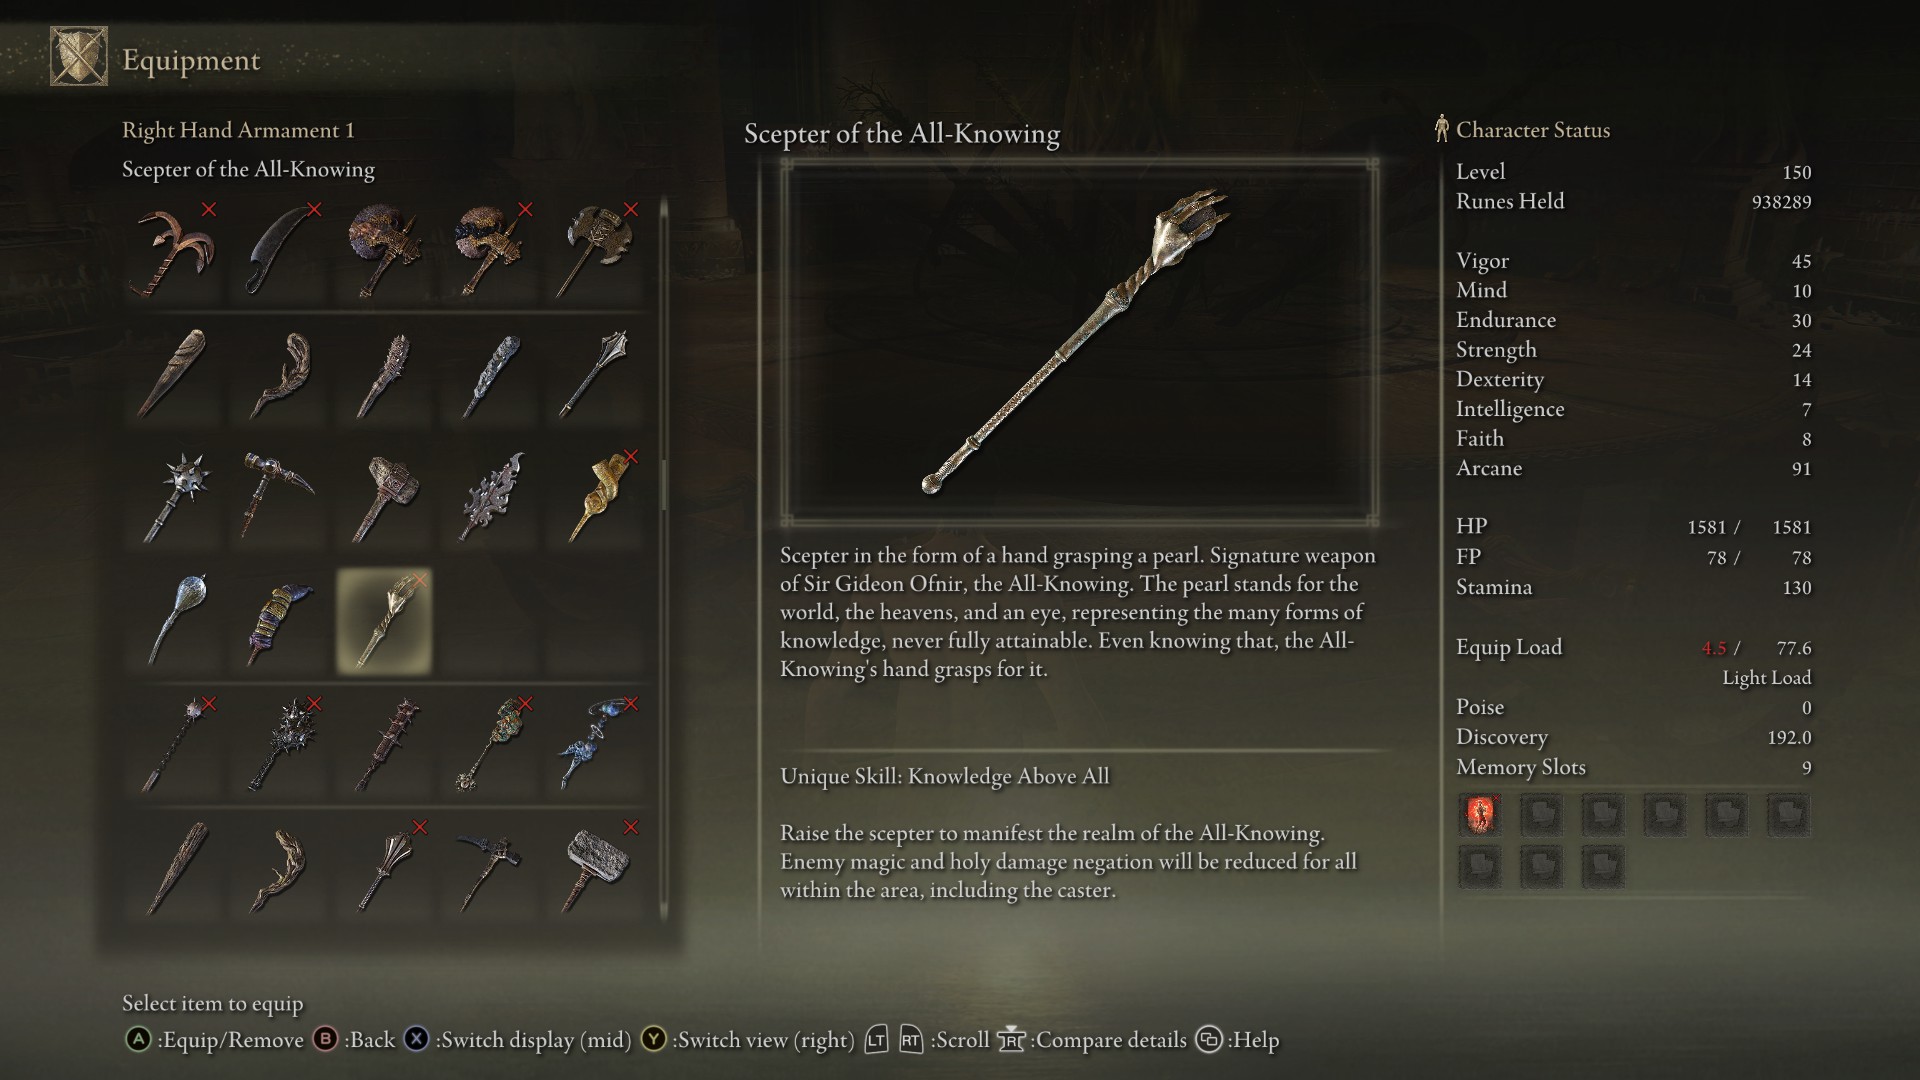 Equipment
Right Hand Armament 1
Scepter of the All-Knowing
Scepter of the All-Knowing
Scepter in the form of a hand grasping a pearl. Signature weapon
of Sir Gideon Ofnir, the All-Knowing. The pearl stands for the
world, the heavens, and an eye, representing the many forms of
knowledge, never fully attainable. Even knowing that, the All-
Knowing's hand grasps for it.
Unique Skill: Knowledge Above All
Raise the scepter to manifest the realm of the All-Knowing.
Enemy magic and holy damage negation will be reduced for all
within the area, including the caster.
Character Status
Level 150
Runes Held 938289
Vigor 45
Mind 10
Endurance 30
Strength 24
Dexterity 14
Intelligence 7
Faith 8
Arcane 91
HP 1581 / 1581
FP 78 / 78
Stamina 130
Equip Load 4.5 / 77.6
Light Load
Poise 0
Discovery 192.0
Memory Slots 9
Select item to equip
A :Equip/Remove B :Back X :Switch display (mid) Y :Switch view (right) LT RT :Scroll R :Compare details :Help